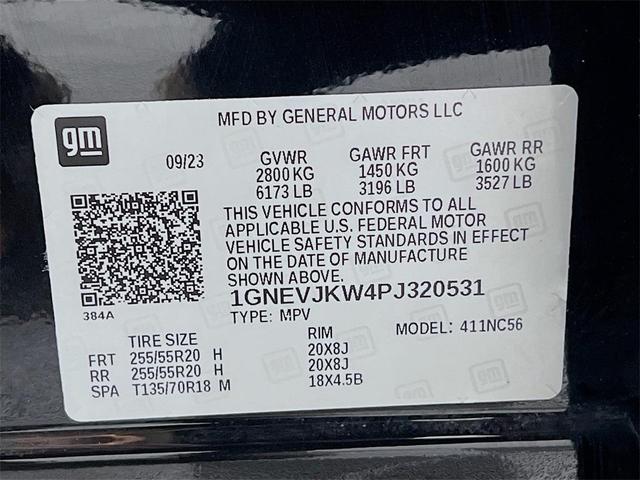 MFD BY GENERAL MOTORS LLC
gm
09/23 GVWR GAWR FRT GAWR RR
2800 KG 1450 KG 1600 KG
6173 LB 3196 LB 3527 LB
THIS VEHICLE CONFORMS TO ALL
APPLICABLE U.S. FEDERAL MOTOR
VEHICLE SAFETY STANDARDS IN EFFECT
ON THE DATE OF MANUFACTURE
SHOWN ABOVE.
384A
1GNEVJKW4PJ320531
TYPE: MPV MODEL: 411NC56
TIRE SIZE RIM
FRT 255/55R20 H 20X8J
RR 255/55R20 H 20X8J
SPA T135/70R18 M 18X4.5B